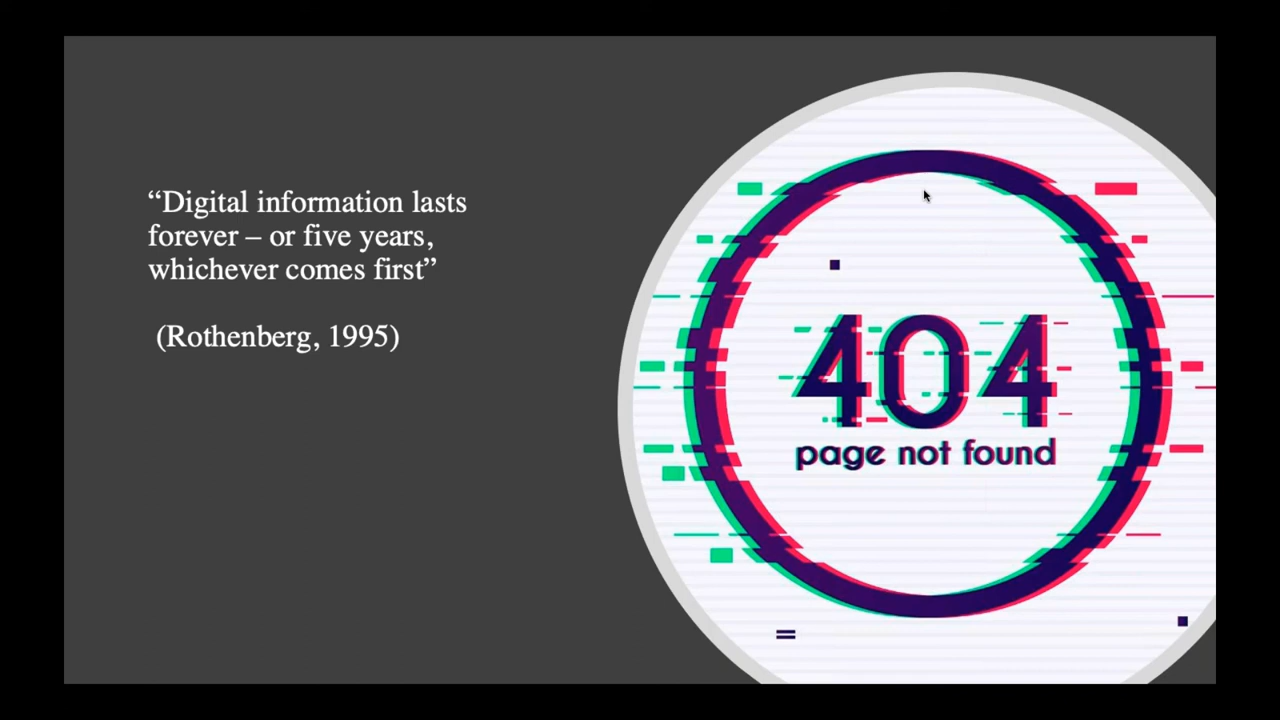 “Digital information lasts
forever – or five years,
whichever comes first”
(Rothenberg, 1995)
404
page not found